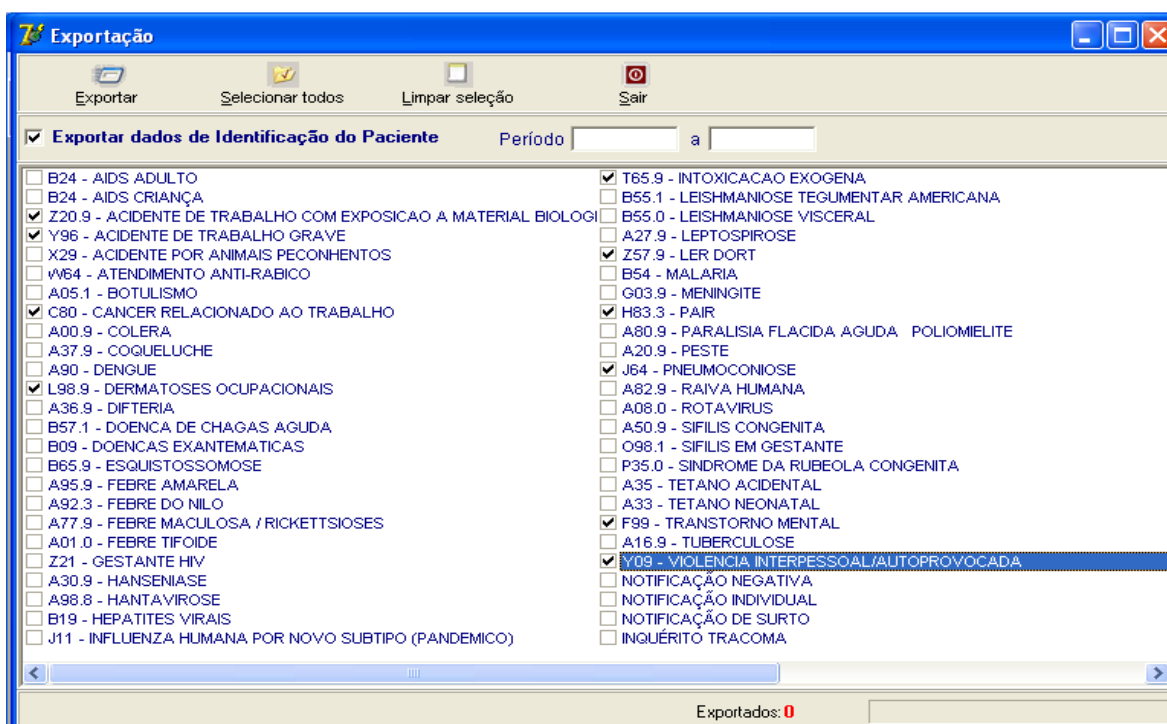 Exportação
Exportar Selecionar todos Limpar seleção Sair
Exportar dados de Identificação do Paciente Período a
B24 - AIDS ADULTO
B24 - AIDS CRIANÇA
Z20.9 - ACIDENTE DE TRABALHO COM EXPOSICAO A MATERIAL BIOLOGI
Y96 - ACIDENTE DE TRABALHO GRAVE
X29 - ACIDENTE POR ANIMAIS PECONHENTOS
W64 - ATENDIMENTO ANTI-RABICO
A05.1 - BOTULISMO
C80 - CANCER RELACIONADO AO TRABALHO
A00.9 - COLERA
A37.9 - COQUELUCHE
A90 - DENGUE
L98.9 - DERMATOSES OCUPACIONAIS
A36.9 - DIFTERIA
B57.1 - DOENCA DE CHAGAS AGUDA
B09 - DOENCAS EXANTEMATICAS
B65.9 - ESQUISTOSSOMOSE
A95.9 - FEBRE AMARELA
A92.3 - FEBRE DO NILO
A77.9 - FEBRE MACULOSA / RICKETTSIOSES
A01.0 - FEBRE TIFOIDE
Z21 - GESTANTE HIV
A30.9 - HANSENIASE
A98.8 - HANTAVIROSE
B19 - HEPATITES VIRAIS
J11 - INFLUENZA HUMANA POR NOVO SUBTIPO (PANDEMICO)
T65.9 - INTOXICACAO EXOGENA
B55.1 - LEISHMANIOSE TEGUMENTAR AMERICANA
B55.0 - LEISHMANIOSE VISCERAL
A27.9 - LEPTOSPIROSE
Z57.9 - LER DORT
B54 - MALARIA
G03.9 - MENINGITE
H83.3 - PAIR
A80.9 - PARALISIA FLACIDA AGUDA POLIOMIELITE
A20.9 - PESTE
J64 - PNEUMOCONIOSE
A82.9 - RAIVA HUMANA
A08.0 - ROTAVIRUS
A50.9 - SIFILIS CONGENITA
O98.1 - SIFILIS EM GESTANTE
P35.0 - SINDROME DA RUBEOLA CONGENITA
A35 - TETANO ACIDENTAL
A33 - TETANO NEONATAL
F99 - TRANSTORNO MENTAL
A16.9 - TUBERCULOSE
Y09 - VIOLENCIA INTERPESSOAL/AUTOPROVOCADA
NOTIFICAÇÃO NEGATIVA
NOTIFICAÇÃO INDIVIDUAL
NOTIFICAÇÃO DE SURTO
INQUÉRITO TRACOMA
Exportados: 0